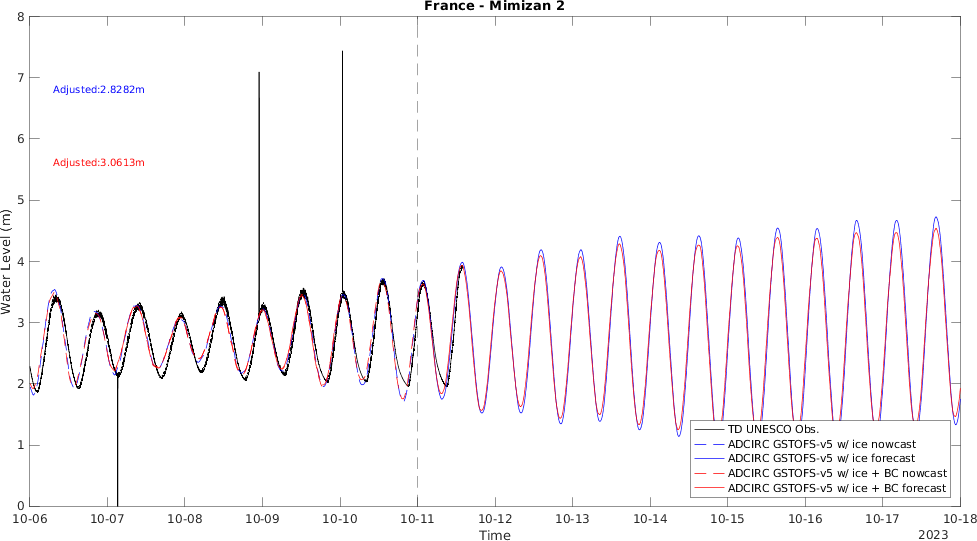 France - Mimizan 2
8
7
6
5
4
3
2
1
0
Water Level (m)
Adjusted:2.8282m
Adjusted:3.0613m
TD UNESCO Obs.
ADCIRC GSTOFS-v5 w/ ice nowcast
ADCIRC GSTOFS-v5 w/ ice forecast
ADCIRC GSTOFS-v5 w/ ice + BC nowcast
ADCIRC GSTOFS-v5 w/ ice + BC forecast
10-06 10-07 10-08 10-09 10-10 10-11 10-12 10-13 10-14 10-15 10-16 10-17 10-18
Time
2023